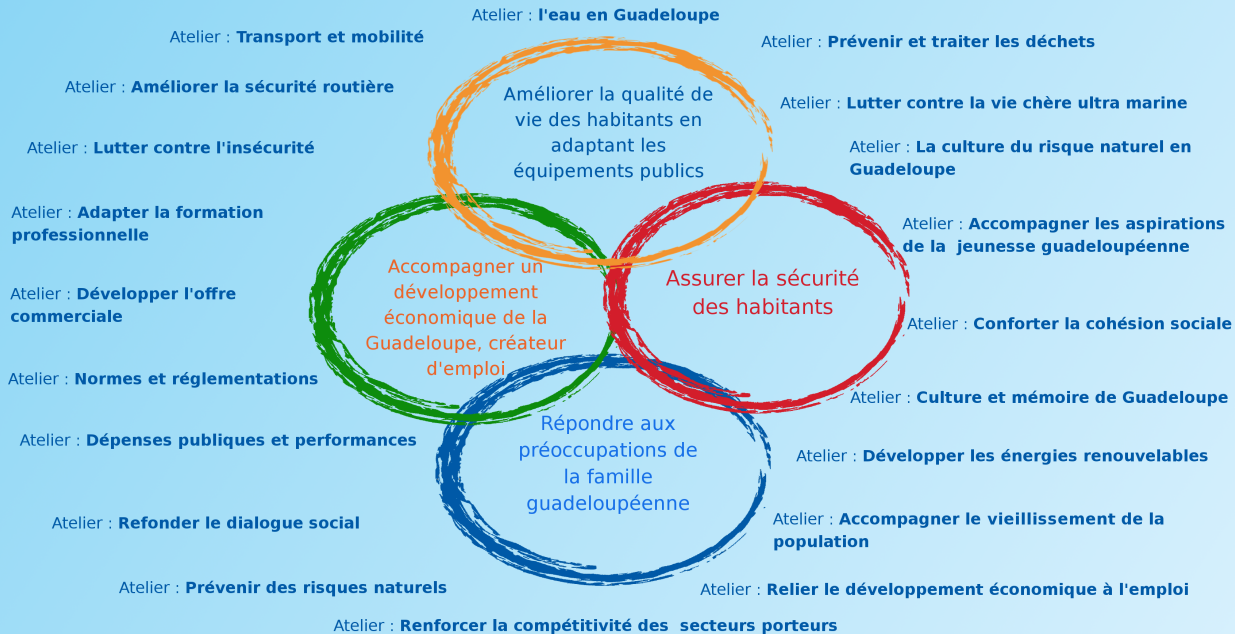 Atelier : l'eau en Guadeloupe
Atelier : Transport et mobilité
Atelier : Prévenir et traiter les déchets
Atelier : Améliorer la sécurité routière
Atelier : Lutter contre la vie chère ultra marine
Atelier : Lutter contre l'insécurité
Atelier : La culture du risque naturel en
Guadeloupe
Atelier : Adapter la formation
professionnelle
Atelier : Accompagner les aspirations
de la  jeunesse guadeloupéenne
Atelier : Développer l'offre
commerciale
Atelier : Conforter la cohésion sociale
Atelier : Normes et réglementations
Atelier : Culture et mémoire de Guadeloupe
Atelier : Dépenses publiques et performances
Atelier : Développer les énergies renouvelables
Atelier : Refonder le dialogue social
Atelier : Accompagner le vieillissement de la
population
Atelier : Prévenir des risques naturels
Atelier : Relier le développement économique à l'emploi
Atelier : Renforcer la compétitivité des  secteurs porteurs
Améliorer la qualité de
vie des habitants en
adaptant les
équipements publics
Accompagner un
développement
économique de la
Guadeloupe, créateur
d'emploi
Assurer la sécurité
des habitants
Répondre aux
préoccupations de
la famille
guadeloupéenne